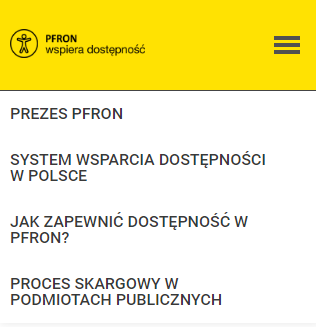 PFRON
wspiera dostępność
PREZES PFRON
SYSTEM WSPARCIA DOSTĘPNOŚCI
W POLSCE
JAK ZAPEWNIĆ DOSTĘPNOŚĆ W
PFRON?
PROCES SKARGOWY W
PODMIOTACH PUBLICZNYCH